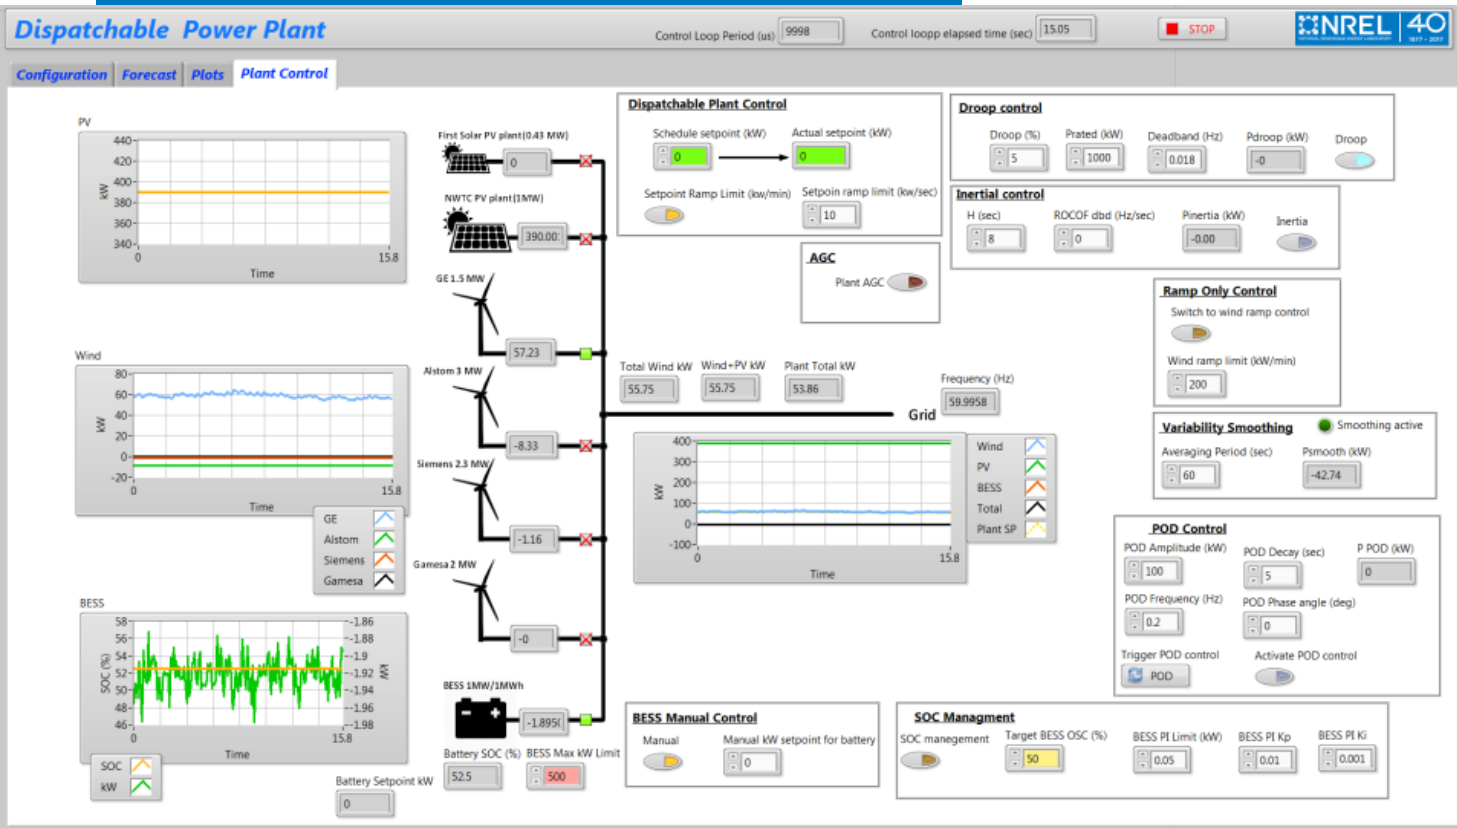 Dispatchable Power Plant
Control Loop Period (us) 9998
Control loopp elapsed time (sec) 15.05
STOP
NREL 40
NATIONAL RENEWABLE ENERGY LABORATORY
1977 - 2017
Configuration Forecast Plots Plant Control
PV
440
420
400
380
360
340
kW
0 15.8
Time
Wind
80
60
40
20
0
-20
kW
0 15.8
Time
GE
Alstom
Siemens
Gamesa
BESS
58
56
54
52
50
48
46
SOC (%)
-1.86
-1.88
-1.9
-1.92
-1.94
-1.96
-1.98
kW
0 15.8
Time
SOC
kW
Battery Setpoint kW
0
First Solar PV plant(0.43 MW)
0
NWTC PV plant(1MW)
390.00
GE 1.5 MW
57.23
Alstom 3 MW
-8.33
Siemens 2.3 MW
-1.16
Gamesa 2 MW
-0
BESS 1MW/1MWh
-1.895
Battery SOC (%)
52.5
BESS Max kW Limit
500
Dispatchable Plant Control
Schedule setpoint (kW)
0
Actual setpoint (kW)
0
Setpoint Ramp Limit (kw/min)
Setpoin ramp limit (kw/sec)
10
AGC
Plant AGC
Total Wind kW
55.75
Wind+PV kW
55.75
Plant Total kW
53.86
Frequency (Hz)
59.9958
Grid
400
300
200
100
0
-100
kW
0 15.8
Time
Wind
PV
BESS
Total
Plant SP
BESS Manual Control
Manual
Manual kW setpoint for battery
0
Droop control
Droop (%)
5
Prated (kW)
1000
Deadband (Hz)
0.018
Pdroop (kW)
-0
Droop
Inertial control
H (sec)
8
ROCOF dbd (Hz/sec)
0
Pinertia (kW)
-0.00
Inertia
Ramp Only Control
Switch to wind ramp control
Wind ramp limit (kW/min)
200
Variability Smoothing
Smoothing active
Averaging Period (sec)
60
Psmooth (kW)
-42.74
POD Control
POD Amplitude (kW)
100
POD Decay (sec)
5
P POD (kW)
0
POD Frequency (Hz)
0.2
POD Phase angle (deg)
0
Trigger POD control
POD
Activate POD control
SOC Managment
SOC manegement
Target BESS OSC (%)
50
BESS PI Limit (kW)
0.05
BESS PI Kp
0.01
BESS PI Ki
0.001